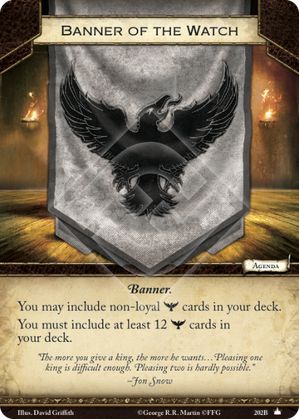 BANNER OF THE WATCH
AGENDA
Banner.
You may include non-loyal cards in your deck.
You must include at least 12 cards in
your deck.
"The more you give a king, the more he wants…Pleasing one
king is difficult enough. Pleasing two is hardly possible."
–Jon Snow
Illus. David Griffith ©George R.R. Martin ©FFG 202B